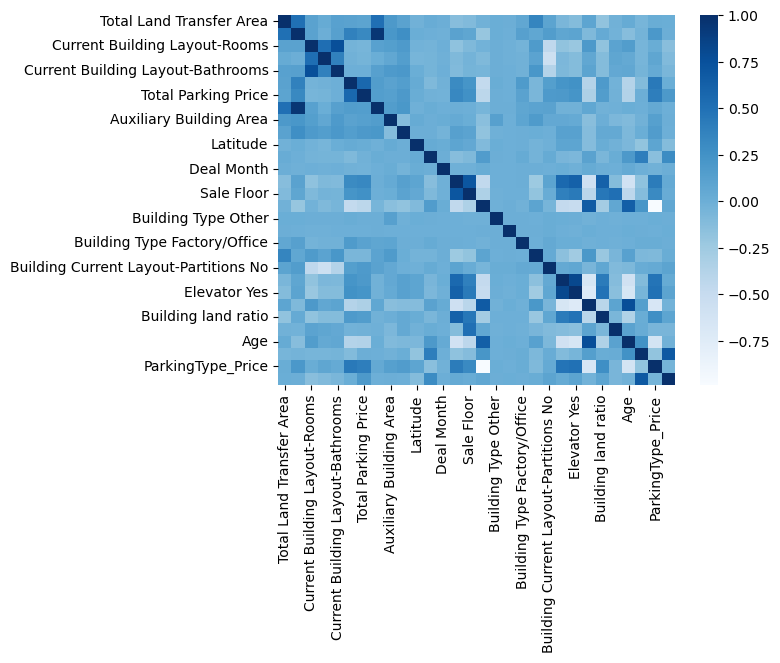 Total Land Transfer Area
Current Building Layout-Rooms
Current Building Layout-Bathrooms
Total Parking Price
Auxiliary Building Area
Latitude
Deal Month
Sale Floor
Building Type Other
Building Type Factory/Office
Building Current Layout-Partitions No
Elevator Yes
Building land ratio
Age
ParkingType_Price
Total Land Transfer Area
Current Building Layout-Rooms
Current Building Layout-Bathrooms
Total Parking Price
Auxiliary Building Area
Latitude
Deal Month
Sale Floor
Building Type Other
Building Type Factory/Office
Building Current Layout-Partitions No
Elevator Yes
Building land ratio
Age
ParkingType_Price
1.00
0.75
0.50
0.25
0.00
−0.25
−0.50
−0.75